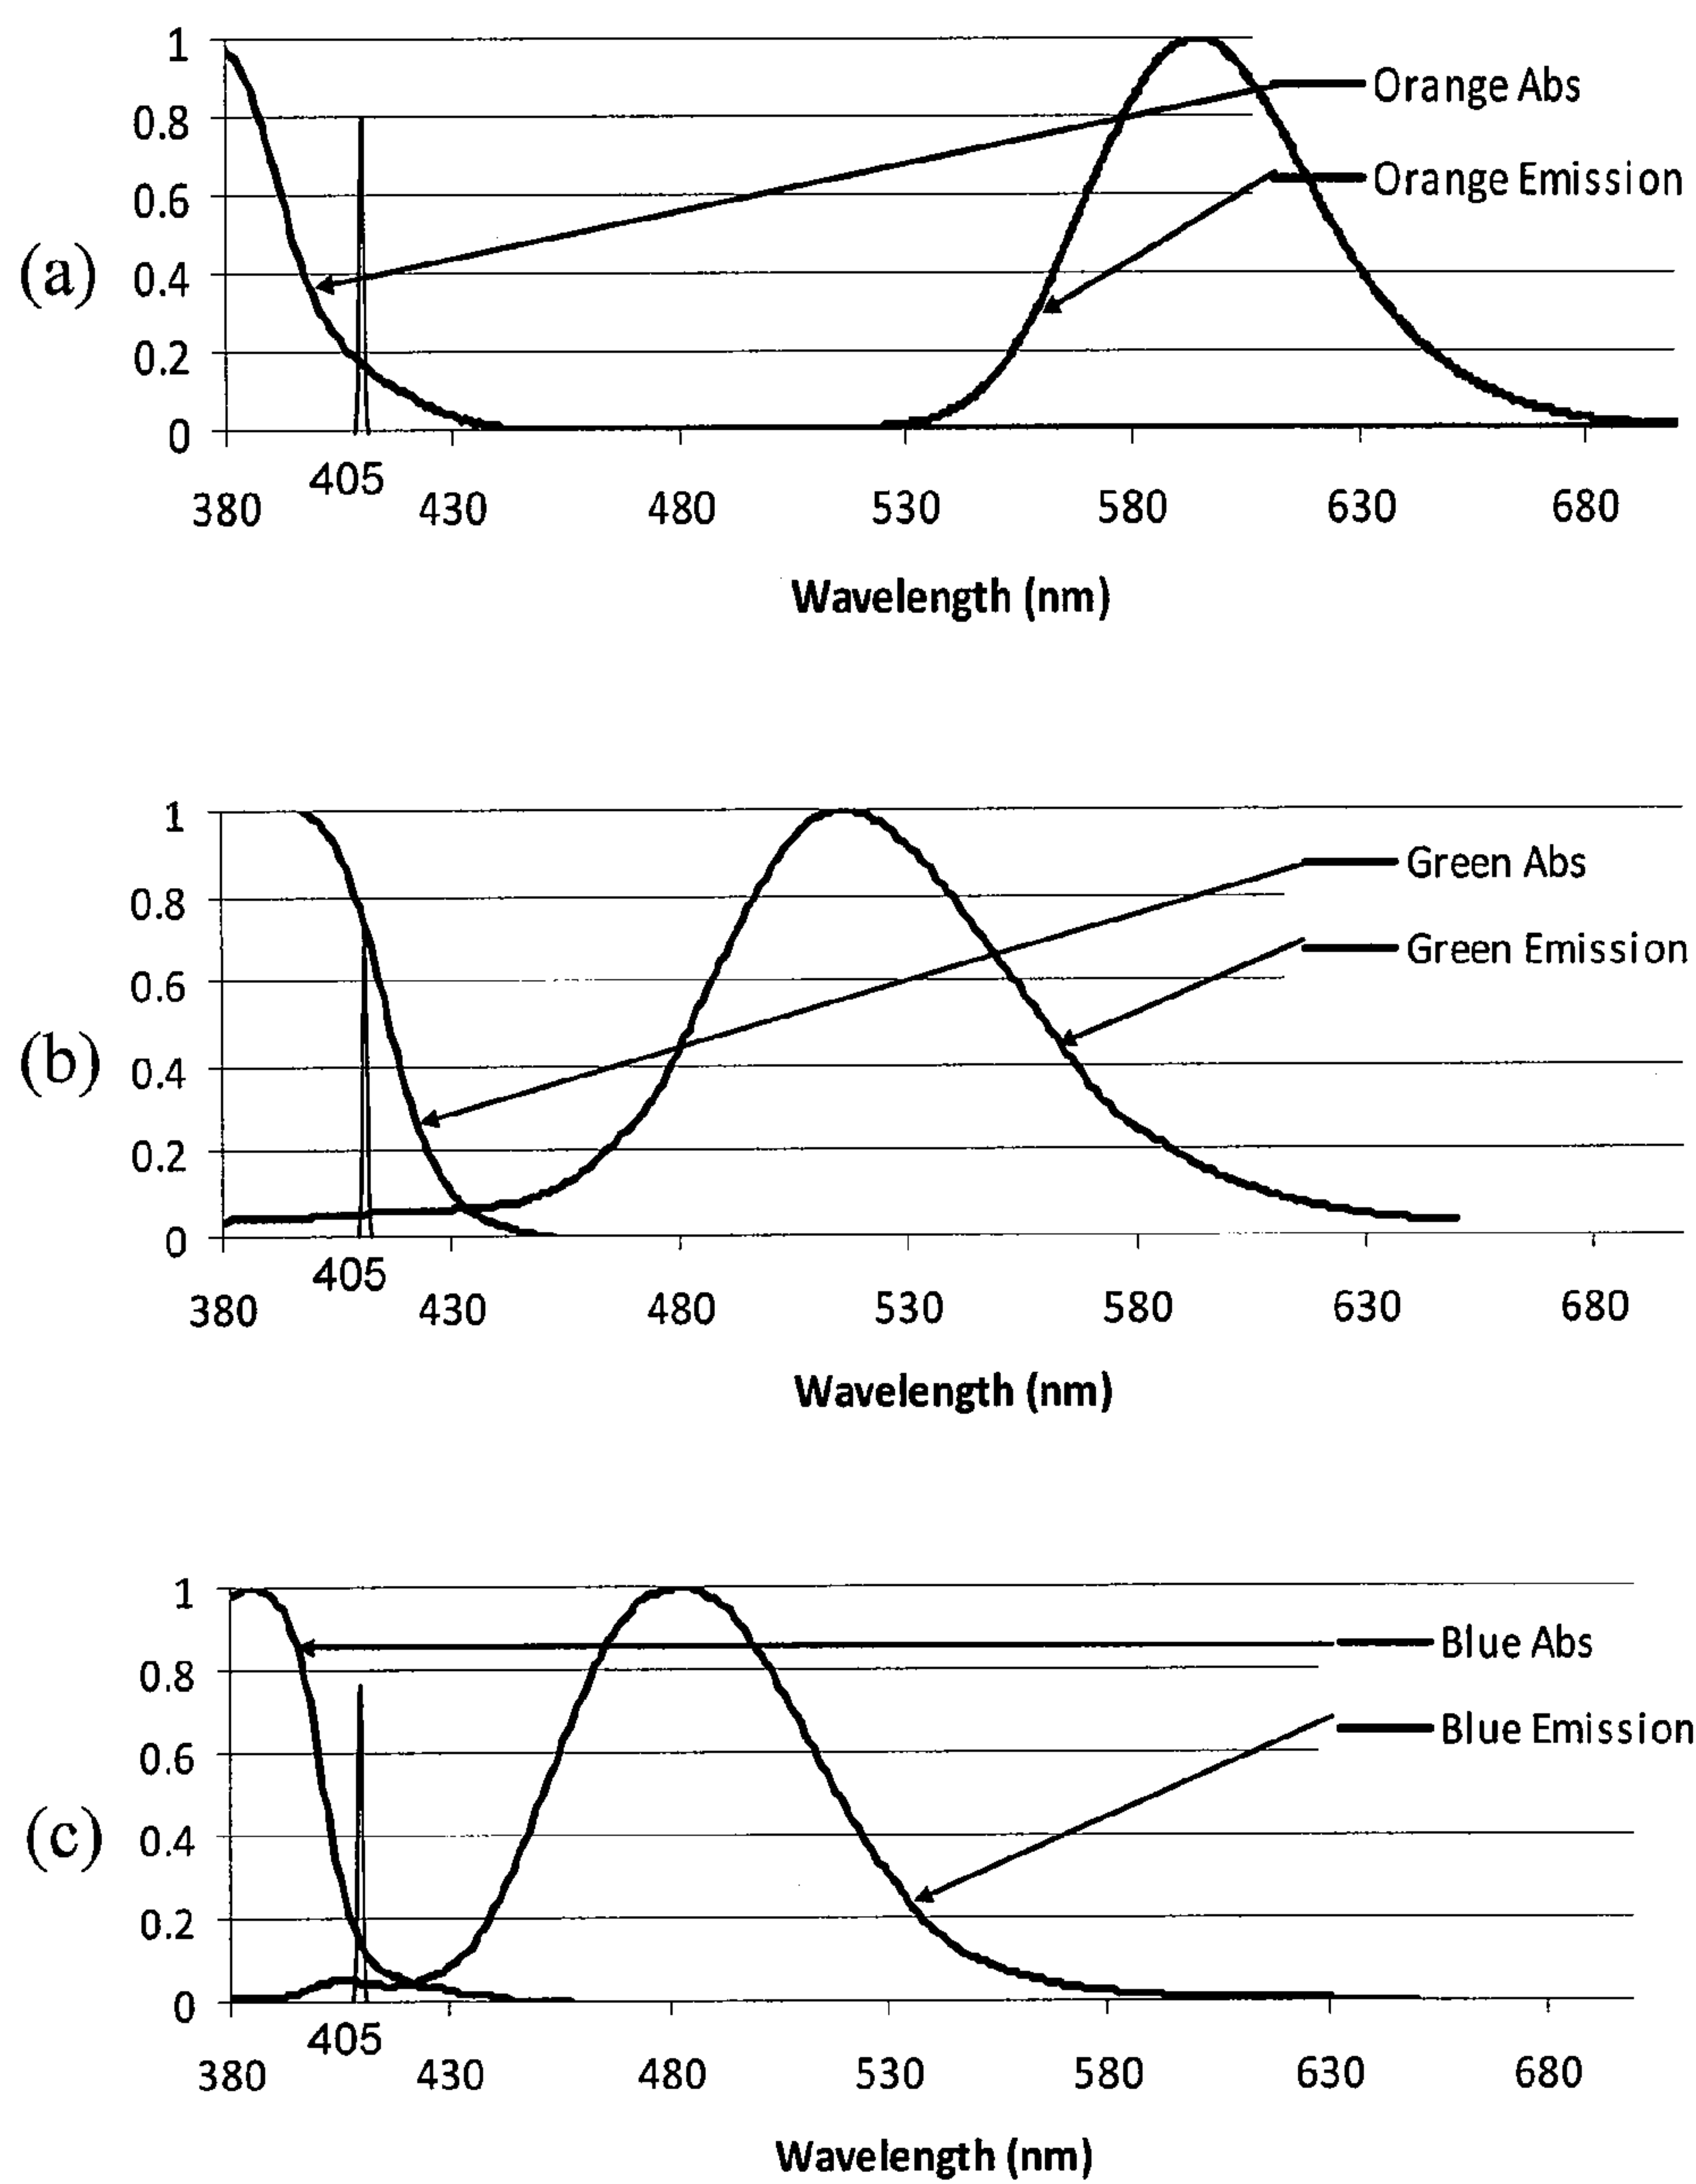 (a)
1
0.8
0.6
0.4
0.2
0
Orange Abs
Orange Emission
405
380 430 480 530 580 630 680
Wavelength (nm)
(b)
1
0.8
0.6
0.4
0.2
0
Green Abs
Green Emission
405
380 430 480 530 580 630 680
Wavelength (nm)
(c)
1
0.8
0.6
0.4
0.2
0
Blue Abs
Blue Emission
405
380 430 480 530 580 630 680
Wavelength (nm)